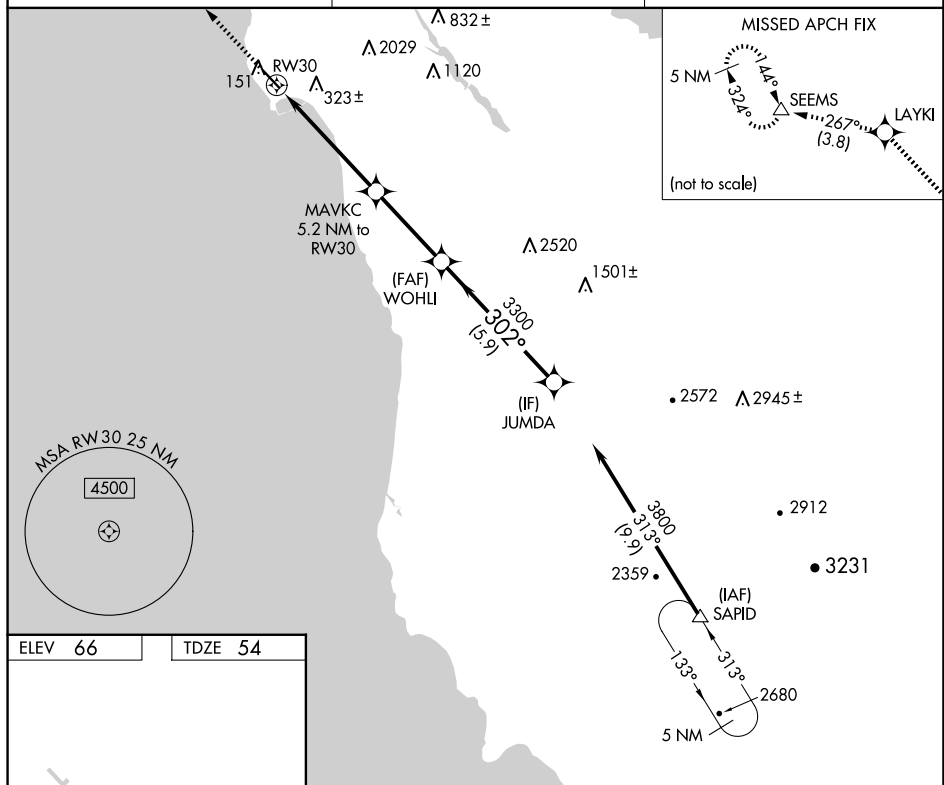 832 ±
2029
1120
151
RW30
323 ±
MISSED APCH FIX
5 NM
144°
324°
SEEMS
267°
(3.8)
LAYKI
(not to scale)
MAVKC
5.2 NM to
RW30
2520
1501±
(FAF)
WOHLI
3300
302°
(5.9)
(IF)
JUMDA
2572
2945 ±
MSA RW30 25 NM
4500
3800
313°
(9.9)
2912
3231
2359
(IAF)
SAPID
133°
313°
2680
5 NM
ELEV 66
TDZE 54